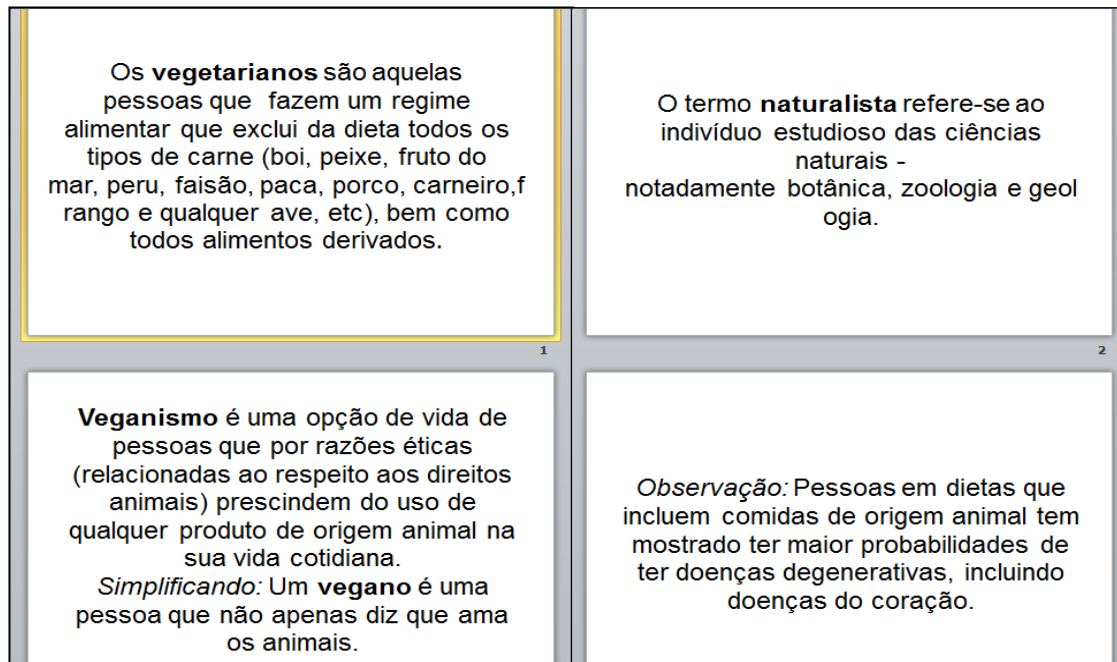 Os vegetarianos são aquelas
pessoas que  fazem um regime
alimentar que exclui da dieta todos os
tipos de carne (boi, peixe, fruto do
mar, peru, faisão, paca, porco, carneiro,f
rango e qualquer ave, etc), bem como
todos alimentos derivados.
1
O termo naturalista refere-se ao
indivíduo estudioso das ciências
naturais -
notadamente botânica, zoologia e geol
ogia.
2
Veganismo é uma opção de vida de
pessoas que por razões éticas
(relacionadas ao respeito aos direitos
animais) prescindem do uso de
qualquer produto de origem animal na
sua vida cotidiana.
Simplificando: Um vegano é uma
pessoa que não apenas diz que ama
os animais.
Observação: Pessoas em dietas que
incluem comidas de origem animal tem
mostrado ter maior probabilidades de
ter doenças degenerativas, incluindo
doenças do coração.